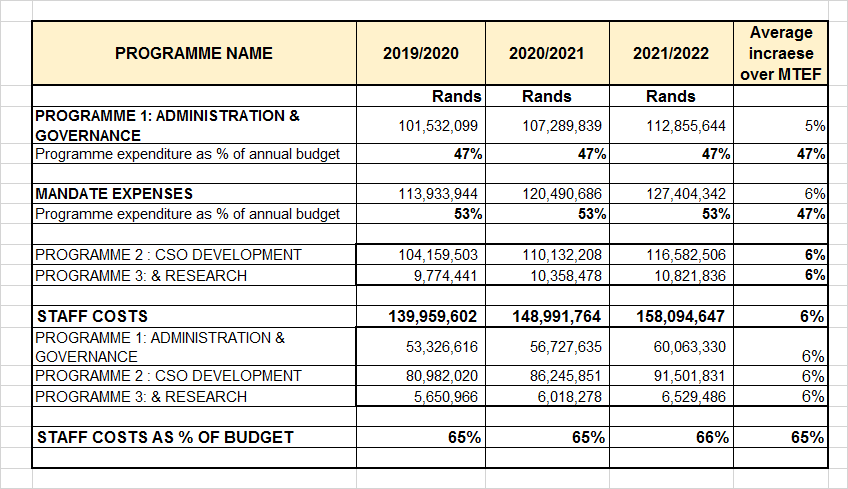 PROGRAMME NAME 2019/2020 2020/2021 2021/2022 Average
incraese
over MTEF
Rands Rands Rands
PROGRAMME 1: ADMINISTRATION &
GOVERNANCE 101,532,099 107,289,839 112,855,644 5%
Programme expenditure as % of annual budget 47% 47% 47% 47%
MANDATE EXPENSES 113,933,944 120,490,686 127,404,342 6%
Programme expenditure as % of annual budget 53% 53% 53% 47%
PROGRAMME 2 : CSO DEVELOPMENT 104,159,503 110,132,208 116,582,506 6%
PROGRAMME 3: & RESEARCH 9,774,441 10,358,478 10,821,836 6%
STAFF COSTS 139,959,602 148,991,764 158,094,647 6%
PROGRAMME 1: ADMINISTRATION &
GOVERNANCE 53,326,616 56,727,635 60,063,330 6%
PROGRAMME 2 : CSO DEVELOPMENT 80,982,020 86,245,851 91,501,831 6%
PROGRAMME 3: & RESEARCH 5,650,966 6,018,278 6,529,486 6%
STAFF COSTS AS % OF BUDGET 65% 65% 66% 65%